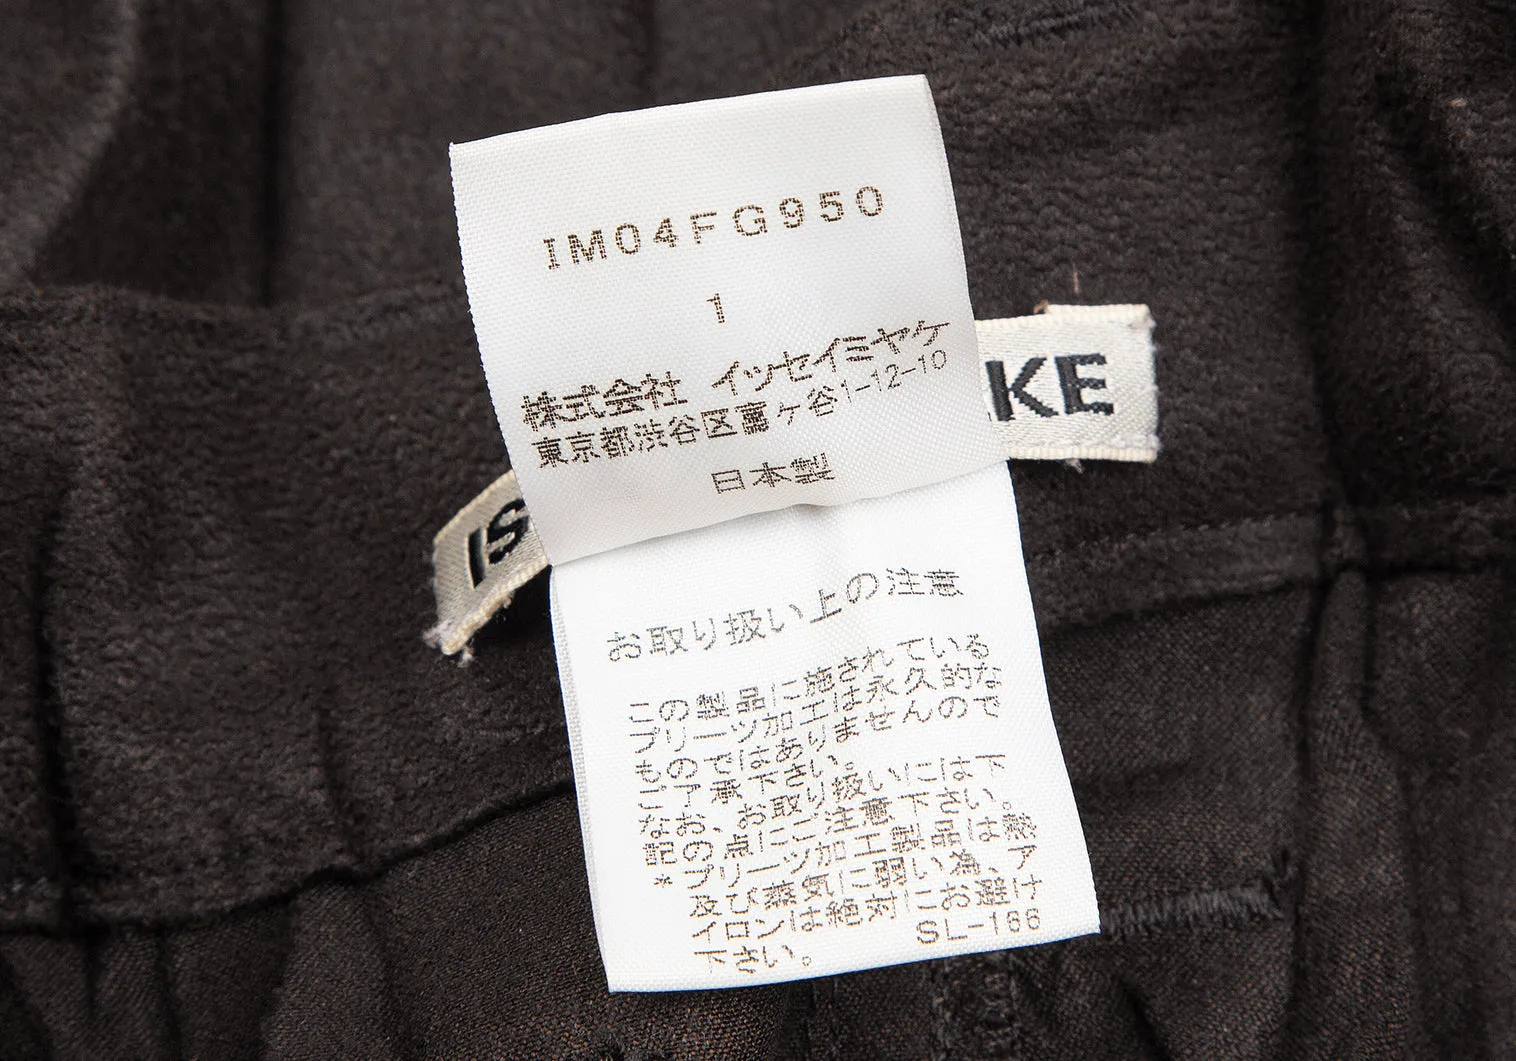 IM04FG950
1
株式会社 イッセイミヤケ
東京都渋谷区富ヶ谷1-12-10
日本製
IS
KE
お取り扱い上の注意
この製品に施されている
プリーツ加工は永久的な
ものではありませんので
ご了承下さい。
なお、お取り扱いには下
記の点にご注意下さい。
* プリーツ加工製品は熱
及び蒸気に弱い為、ア
イロンは絶対にお避け
下さい。
SL-166